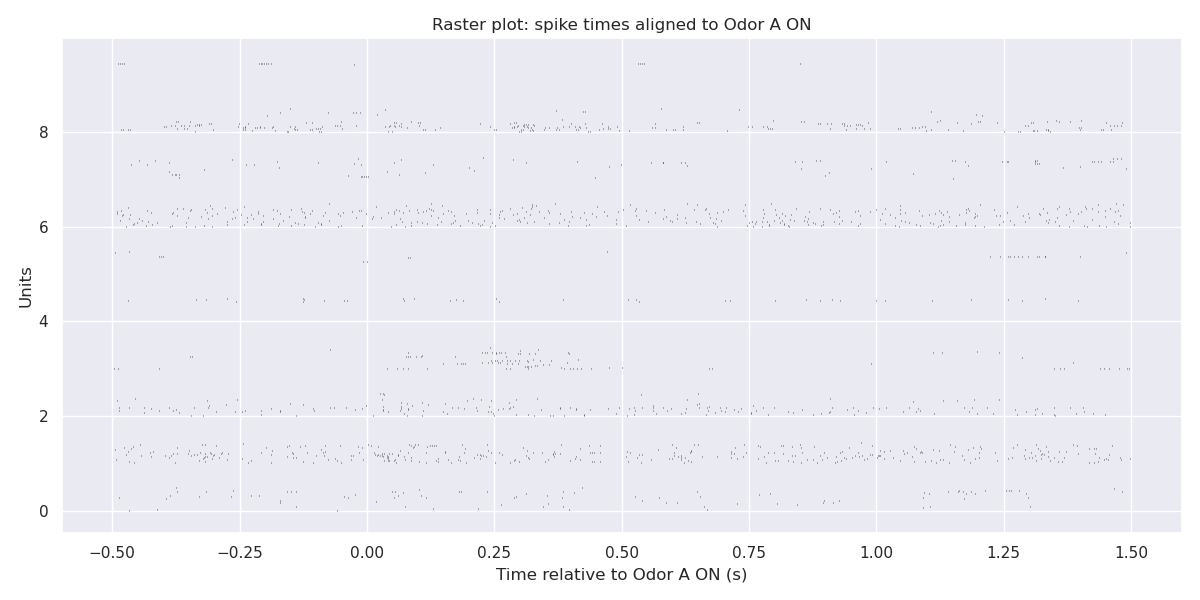 Raster plot: spike times aligned to Odor A ON
8
6
4
2
0
Units
−0.50 −0.25 0.00 0.25 0.50 0.75 1.00 1.25 1.50
Time relative to Odor A ON (s)